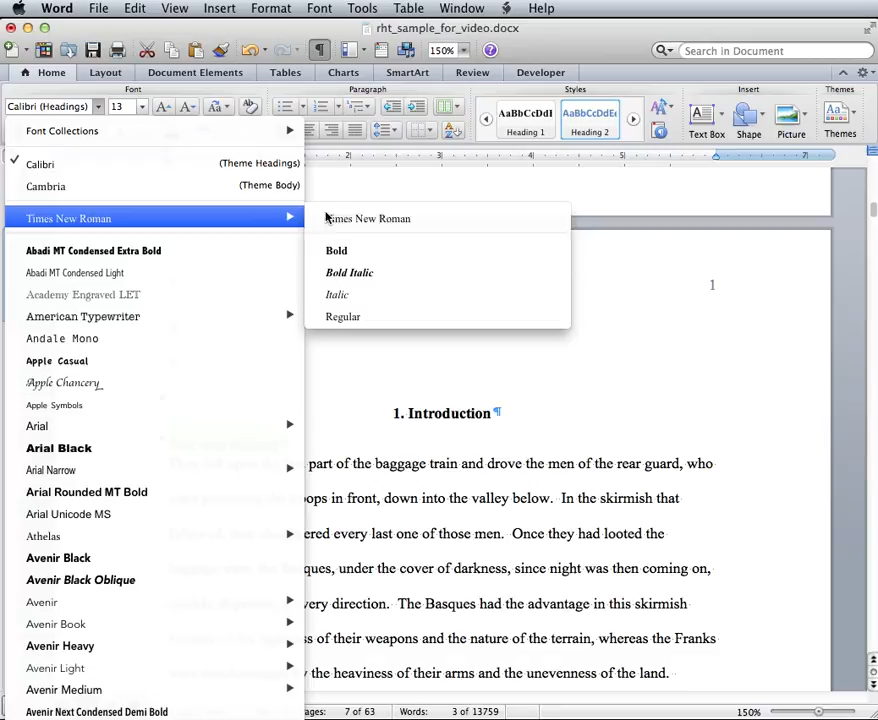 Word File Edit View Insert Format Font Tools Table Window Help
rht_sample_for_video.docx
150% Search in Document
Home Layout Document Elements Tables Charts SmartArt Review Developer
Font Paragraph Styles Insert Themes
Calibri (Headings) 13
AaBbCcDdI AaBbCcDdEe
Heading 1 Heading 2 Text Box Shape Picture Themes
Font Collections
Calibri (Theme Headings)
Cambria (Theme Body)
Times New Roman
Times New Roman
Bold
Bold Italic
Italic
Regular
Abadi MT Condensed Extra Bold
Abadi MT Condensed Light
Academy Engraved LET
American Typewriter
Andale Mono
Apple Casual
Apple Chancery
Apple Symbols
Arial
Arial Black
Arial Narrow
Arial Rounded MT Bold
Arial Unicode MS
Athelas
Avenir Black
Avenir Black Oblique
Avenir
Avenir Book
Avenir Heavy
Avenir Light
Avenir Medium
Avenir Next Condensed Demi Bold
2 3 4 5 7
1
1. Introduction¶
part of the baggage train and drove the men of the rear guard, who
oops in front, down into the valley below. In the skirmish that
ered every last one of those men. Once they had looted the
ques, under the cover of darkness, since night was then coming on,
very direction. The Basques had the advantage in this skirmish
s of their weapons and the nature of the terrain, whereas the Franks
y the heaviness of their arms and the unevenness of the land.
ages: 7 of 63 Words: 3 of 13759 150%